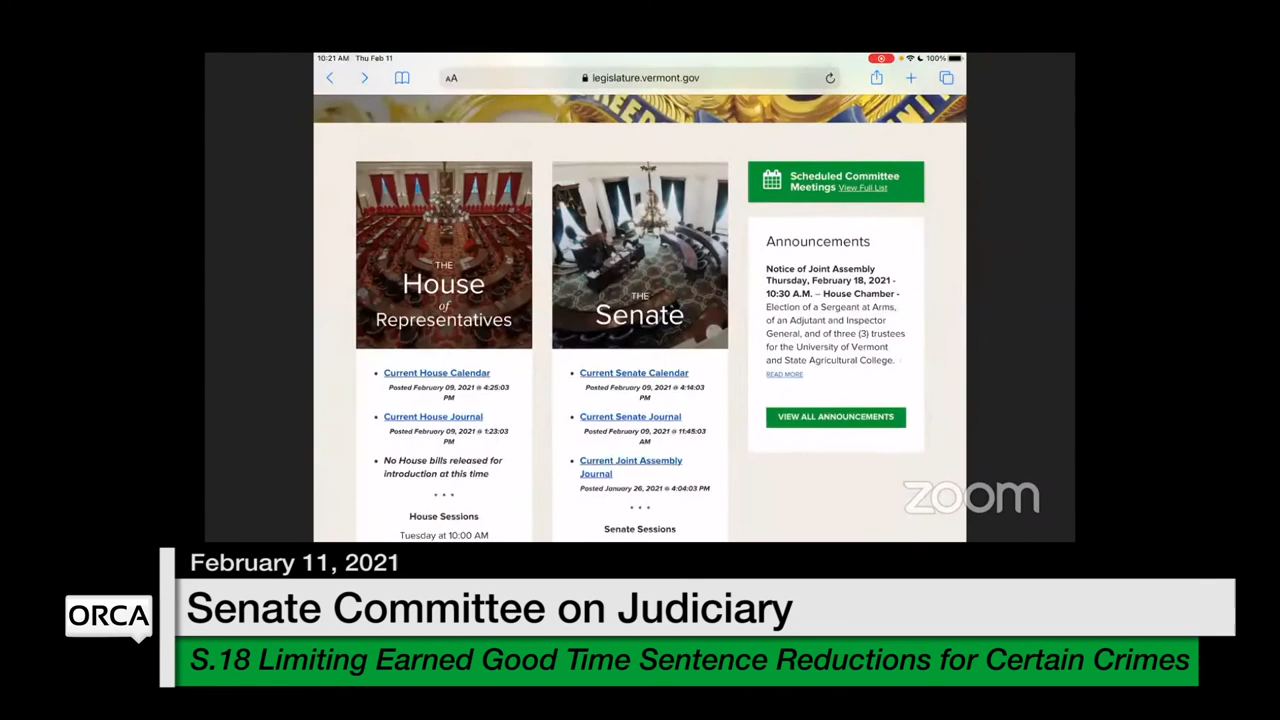 10:21 AM Thu Feb 11
100%
AA
legislature.vermont.gov
REED
UNIT
THE
House
of
Representatives
• Current House Calendar
Posted February 09, 2021 @ 4:25:03
PM
• Current House Journal
Posted February 09, 2021 @ 1:23:03
PM
• No House bills released for
introduction at this time
• • •
House Sessions
Tuesday at 10:00 AM
THE
Senate
• Current Senate Calendar
Posted February 09, 2021 @ 4:14:03
PM
• Current Senate Journal
Posted February 09, 2021 @ 11:45:03
AM
• Current Joint Assembly
Journal
Posted January 26, 2021 @ 4:04:03 PM
• • •
Senate Sessions
Scheduled Committee
Meetings View Full List
Announcements
Notice of Joint Assembly
Thursday, February 18, 2021 -
10:30 A.M. – House Chamber -
Election of a Sergeant at Arms,
of an Adjutant and Inspector
General, and of three (3) trustees
for the University of Vermont
and State Agricultural College.
READ MORE
VIEW ALL ANNOUNCEMENTS
zoom
February 11, 2021
ORCA
Senate Committee on Judiciary
S.18 Limiting Earned Good Time Sentence Reductions for Certain Crimes